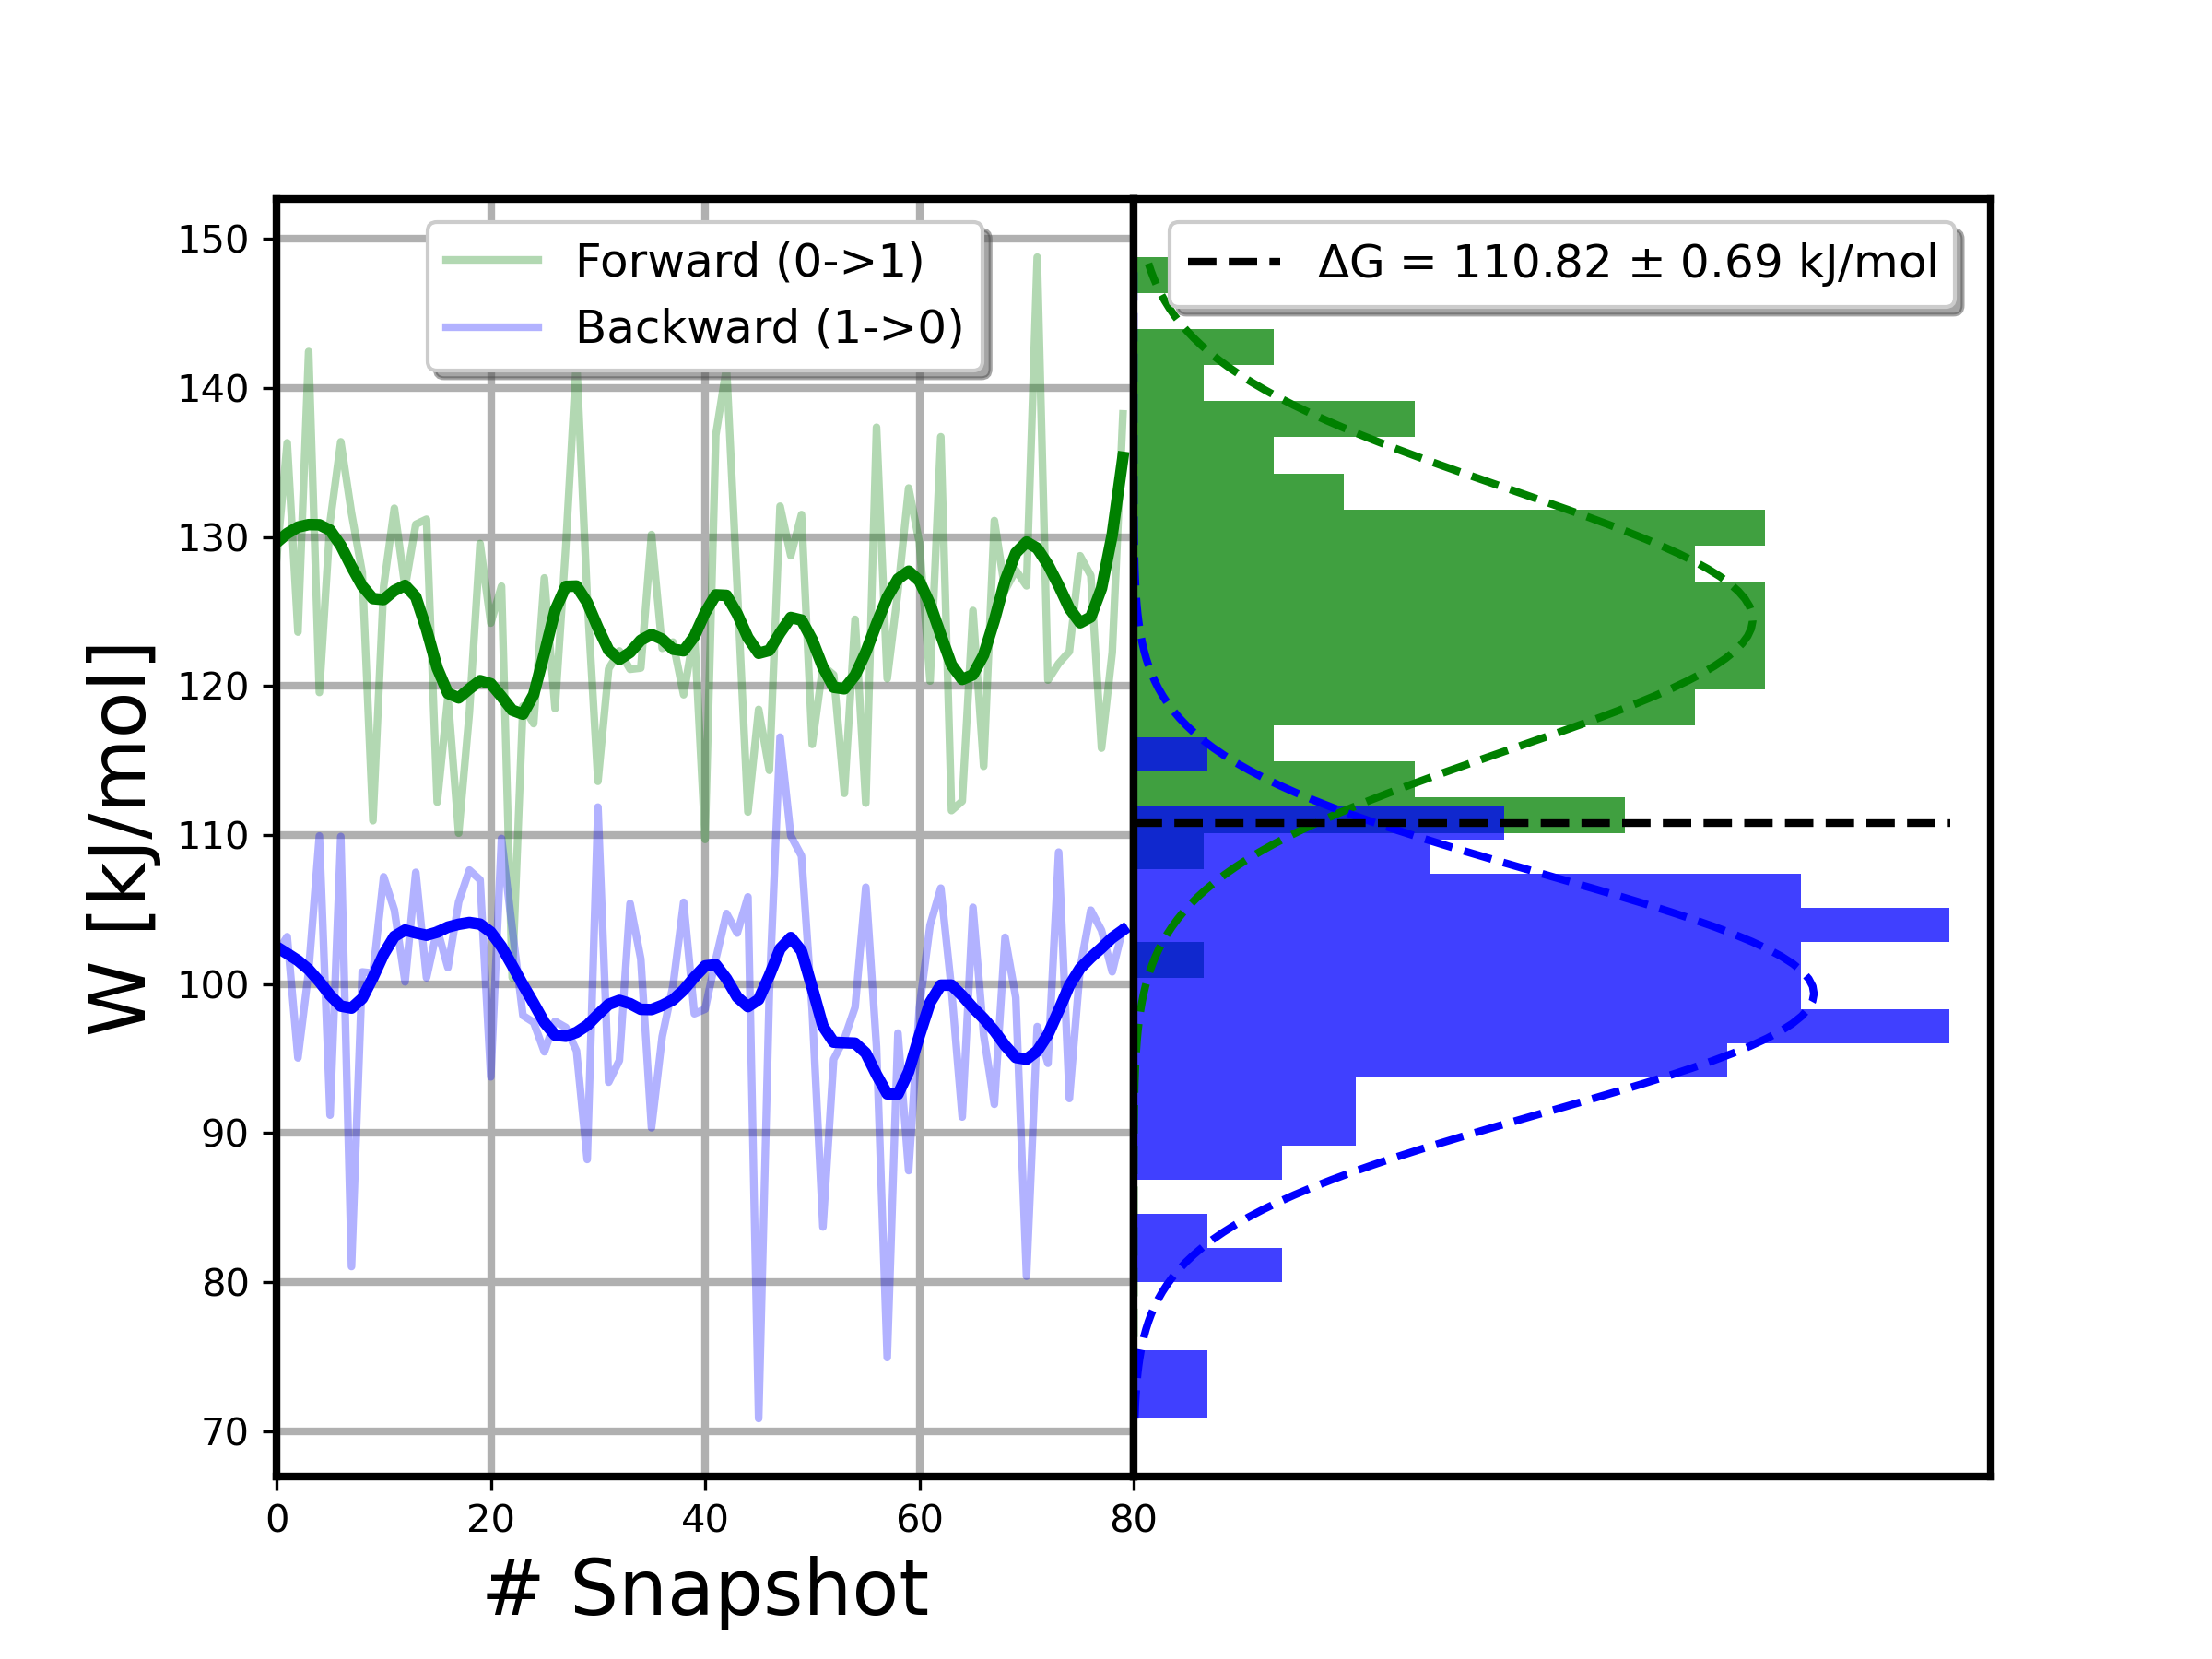 Forward (0->1)
Backward (1->0)
ΔG = 110.82 ± 0.69 kJ/mol
W [kJ/mol]
150
140
130
120
110
100
90
80
70
0 20 40 60 80
# Snapshot